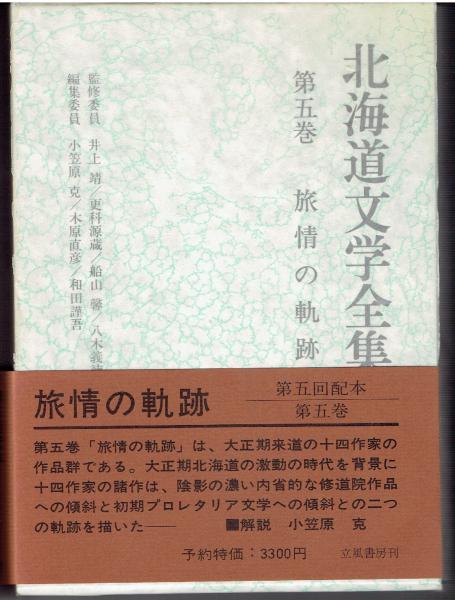 北海道文学全集
第五巻 旅情の軌跡
監修委員 井上 靖／更科源蔵／船山 馨／八木義
編集委員 小笠原 克／木原直彦／和田謹吾
旅情の軌跡
第五回配本
第五巻
第五巻「旅情の軌跡」は、大正期来道の十四作家の
作品群である。大正期北海道の激動の時代を背景に
十四作家の諸作は、陰影の濃い内省的な修道院作品
への傾斜と初期プロレタリア文学への傾斜との二つ
の軌跡を描いた——
■解説 小笠原 克
予約特価：3300円
立風書房刊